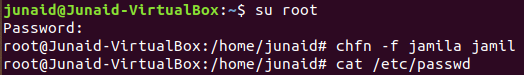 junaid@Junaid-VirtualBox:~$ su root
Password:
root@Junaid-VirtualBox:/home/junaid# chfn -f jamila jamil
root@Junaid-VirtualBox:/home/junaid# cat /etc/passwd